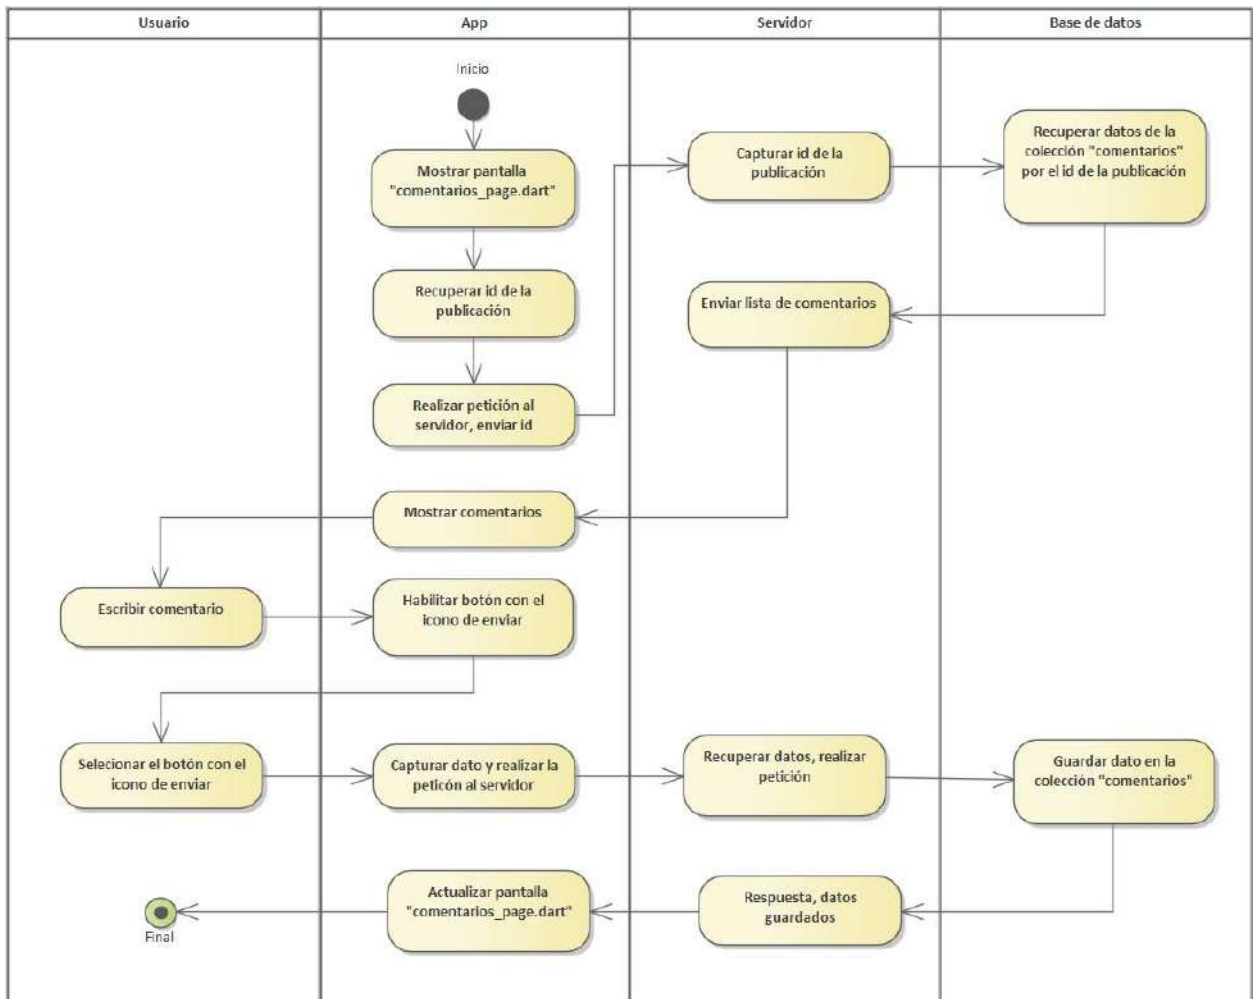 Usuario
App
Servidor
Base de datos
Inicio
Mostrar pantalla
"comentarios_page.dart"
Capturar id de la
publicación
Recuperar datos de la
colección "comentarios"
por el id de la publicación
Recuperar id de la
publicación
Enviar lista de comentarios
Realizar petición al
servidor, enviar id
Mostrar comentarios
Escribir comentario
Habilitar botón con el
icono de enviar
Selecionar el botón con el
icono de enviar
Capturar dato y realizar la
peticón al servidor
Recuperar datos, realizar
petición
Guardar dato en la
colección "comentarios"
Respuesta, datos
guardados
Actualizar pantalla
"comentarios_page.dart"
Final